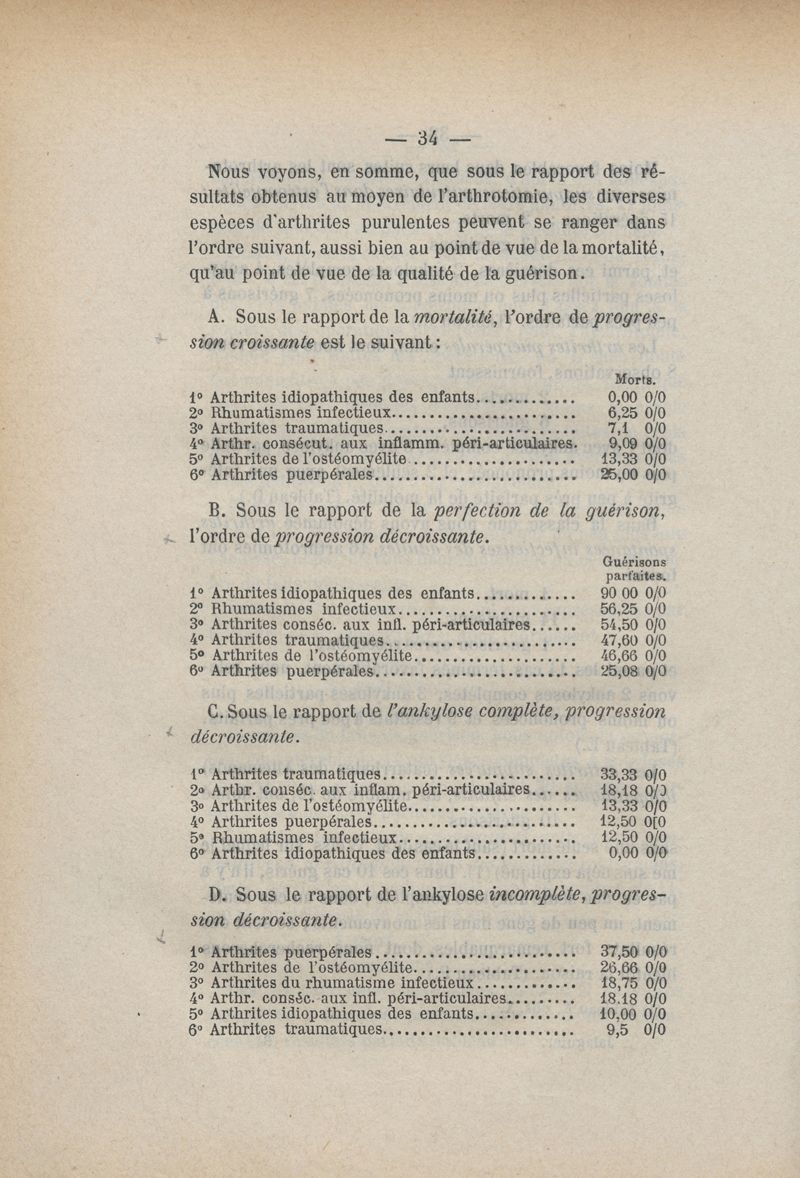 — 34 —
Nous voyons, en somme, que sous le rapport des ré-
sultats obtenus au moyen de l'arthrotomie, les diverses
espèces d'arthrites purulentes peuvent se ranger dans
l'ordre suivant, aussi bien au point de vue de la mortalité,
qu'au point de vue de la qualité de la guérison.
A. Sous le rapport de la mortalité, l'ordre de progres-
sion croissante est le suivant :
Morts.
1° Arthrites idiopathiques des enfants............. 0,00 0/0
2° Rhumatismes infectieux........................ 6,25 0/0
3° Arthrites traumatiques......................... 7,1 0/0
4° Arthr. consécut. aux inflamm. péri-articulaires. 9,09 0/0
5° Arthrites de l'ostéomyélite ..................... 13,33 0/0
6° Arthrites puerpérales.......................... 25,00 0/0
B. Sous le rapport de la perfection de la guérison,
l'ordre de progression décroissante.
Guérisons
parfaites.
1° Arthrites idiopathiques des enfants............. 90 00 0/0
2° Rhumatismes infectieux....................... 56,25 0/0
3° Arthrites conséc. aux infl. péri-articulaires...... 54,50 0/0
4° Arthrites traumatiques......................... 47,60 0/0
5° Arthrites de l'ostéomyélite..................... 46,66 0/0
6° Arthrites puerpérales.......................... 25,08 0/0
C. Sous le rapport de l'ankylose complète, progression
décroissante.
1° Arthrites traumatiques......................... 33,33 0/0
2° Arthr. conséc. aux inflam. péri-articulaires...... 18,18 0/0
3° Arthrites de l'ostéomyélite...................... 13,33 0/0
4° Arthrites puerpérales.......................... 12,50 0[0
5° Rhumatismes infectieux....................... 12,50 0/0
6° Arthrites idiopathiques des enfants............. 0,00 0/0
D. Sous le rapport de l'ankylose incomplète, progres-
sion décroissante.
1° Arthrites puerpérales.......................... 37,50 0/0
2° Arthrites de l'ostéomyélite..................... 26,66 0/0
3° Arthrites du rhumatisme infectieux............. 18,75 0/0
4° Arthr. conséc. aux infl. péri-articulaires......... 18.18 0/0
5° Arthrites idiopathiques des enfants............. 10,00 0/0
6° Arthrites traumatiques......................... 9,5 0/0